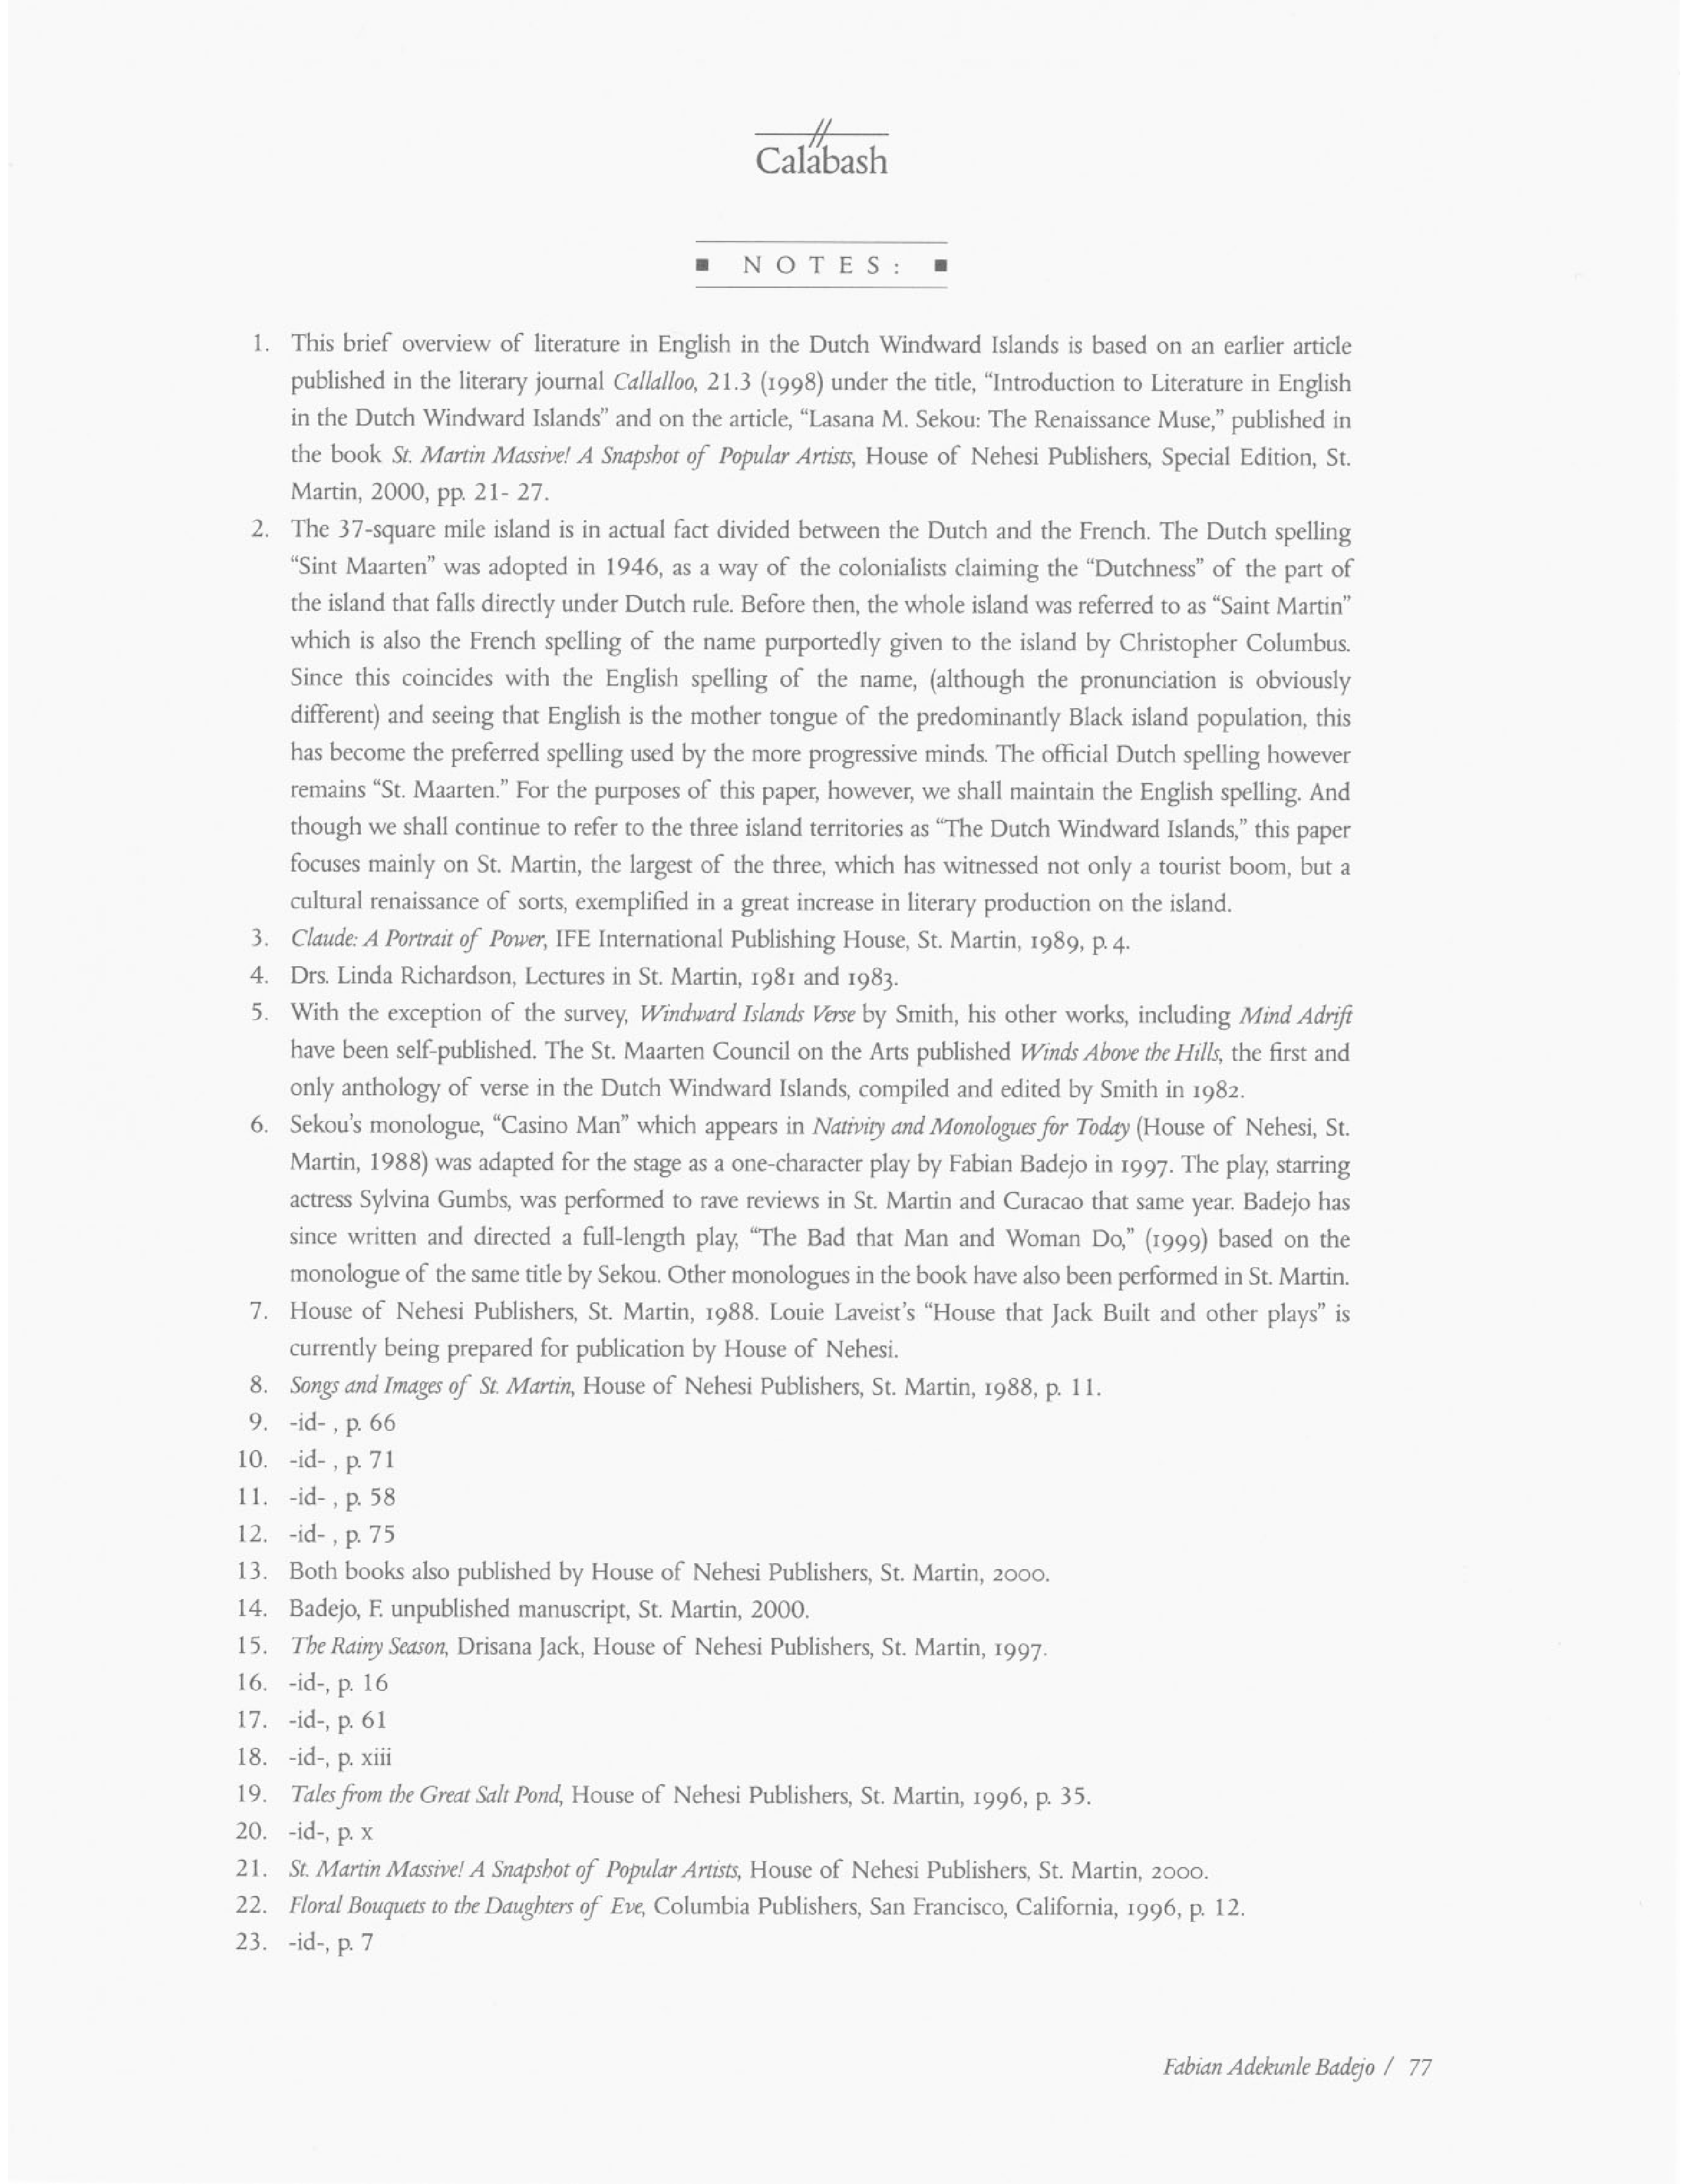 Calabash
▪ NOTES: ▪
1. This brief overview of literature in English in the Dutch Windward Islands is based on an earlier article
published in the literary journal Callalloo, 21.3 (1998) under the title, “Introduction to Literature in English
in the Dutch Windward Islands” and on the article, “Lasana M. Sekou: The Renaissance Muse,” published in
the book St. Martin Massive! A Snapshot of Popular Artists, House of Nehesi Publishers, Special Edition, St.
Martin, 2000, pp. 21- 27.
2. The 37-square mile island is in actual fact divided between the Dutch and the French. The Dutch spelling
“Sint Maarten” was adopted in 1946, as a way of the colonialists claiming the “Dutchness” of the part of
the island that falls directly under Dutch rule. Before then, the whole island was referred to as “Saint Martin”
which is also the French spelling of the name purportedly given to the island by Christopher Columbus.
Since this coincides with the English spelling of the name, (although the pronunciation is obviously
different) and seeing that English is the mother tongue of the predominantly Black island population, this
has become the preferred spelling used by the more progressive minds. The official Dutch spelling however
remains “St. Maarten.” For the purposes of this paper, however, we shall maintain the English spelling. And
though we shall continue to refer to the three island territories as “The Dutch Windward Islands,” this paper
focuses mainly on St. Martin, the largest of the three, which has witnessed not only a tourist boom, but a
cultural renaissance of sorts, exemplified in a great increase in literary production on the island.
3. Claude: A Portrait of Power, IFE International Publishing House, St. Martin, 1989, p. 4.
4. Drs. Linda Richardson, Lectures in St. Martin, 1981 and 1983.
5. With the exception of the survey, Windward Islands Verse by Smith, his other works, including Mind Adrift
have been self-published. The St. Maarten Council on the Arts published Winds Above the Hills, the first and
only anthology of verse in the Dutch Windward Islands, compiled and edited by Smith in 1982.
6. Sekou’s monologue, “Casino Man” which appears in Nativity and Monologues for Today (House of Nehesi, St.
Martin, 1988) was adapted for the stage as a one-character play by Fabian Badejo in 1997. The play, starring
actress Sylvina Gumbs, was performed to rave reviews in St. Martin and Curacao that same year. Badejo has
since written and directed a full-length play, “The Bad that Man and Woman Do,” (1999) based on the
monologue of the same title by Sekou. Other monologues in the book have also been performed in St. Martin.
7. House of Nehesi Publishers, St. Martin, 1988. Louie Laveist’s “House that Jack Built and other plays” is
currently being prepared for publication by House of Nehesi.
8. Songs and Images of St. Martin, House of Nehesi Publishers, St. Martin, 1988, p. 11.
9. -id- , p. 66
10. -id- , p. 71
11. -id- , p. 58
12. -id- , p. 75
13. Both books also published by House of Nehesi Publishers, St. Martin, 2000.
14. Badejo, F. unpublished manuscript, St. Martin, 2000.
15. The Rainy Season, Drisana Jack, House of Nehesi Publishers, St. Martin, 1997.
16. -id-, p. 16
17. -id-, p. 61
18. -id-, p. xiii
19. Tales from the Great Salt Pond, House of Nehesi Publishers, St. Martin, 1996, p. 35.
20. -id-, p. x
21. St. Martin Massive! A Snapshot of Popular Artists, House of Nehesi Publishers, St. Martin, 2000.
22. Floral Bouquets to the Daughters of Eve, Columbia Publishers, San Francisco, California, 1996, p. 12.
23. -id-, p. 7
Fabian Adekunle Badejo / 77